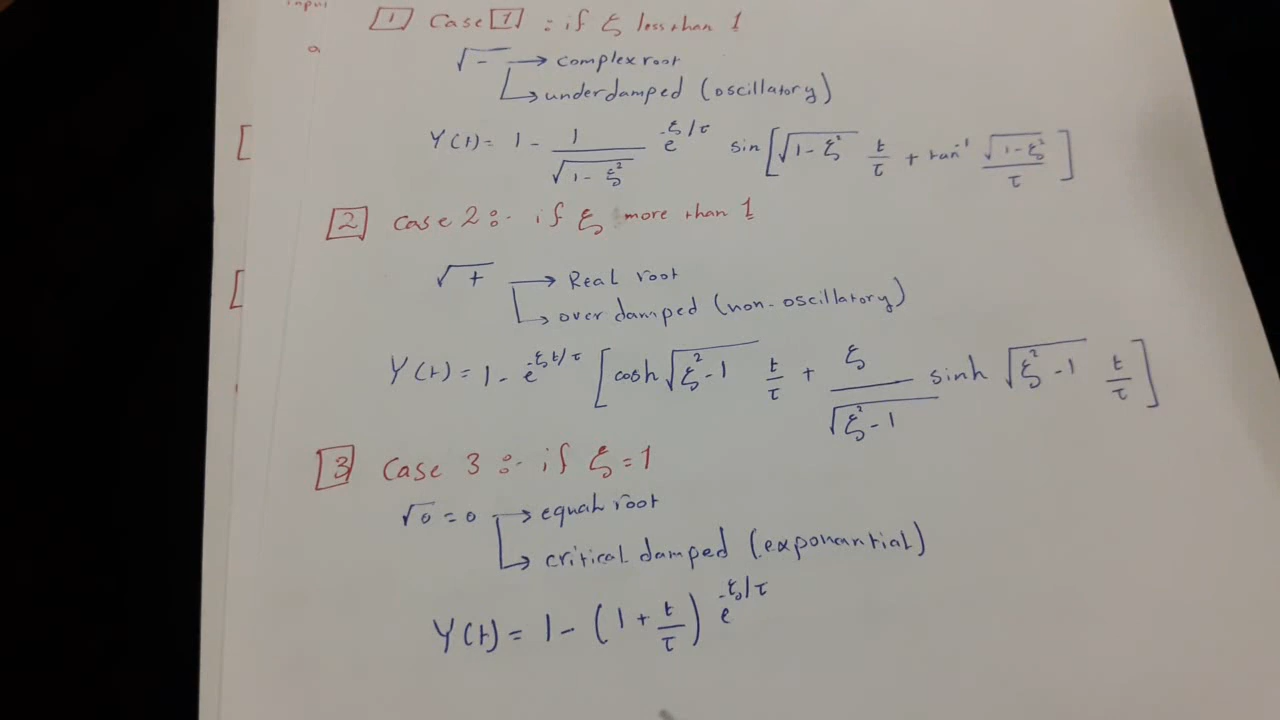 input
a
1 Case 1 : if ξ less than 1
√- → complex root
↳ underdamped (oscillatory)
Y(t)= 1 - 1/√(1-ξ²) e^(-ξ/τ) sin[√(1-ξ²) t/τ + tan⁻¹ √(1-ξ²)/τ]
[
2 Case 2 :- if ξ more than 1
√+ → Real root
[
↳ over damped (non-oscillatory)
Y(t)= 1- e^(-ξt/τ) [cosh √(ξ²-1) t/τ + ξ/√(ξ²-1) sinh √(ξ²-1) t/τ]
3 Case 3 :- if ξ=1
√0 = 0 → equal root
↳ critical damped (exponantial)
Y(t)= 1- (1+ t/τ) e^(-ξ/τ)